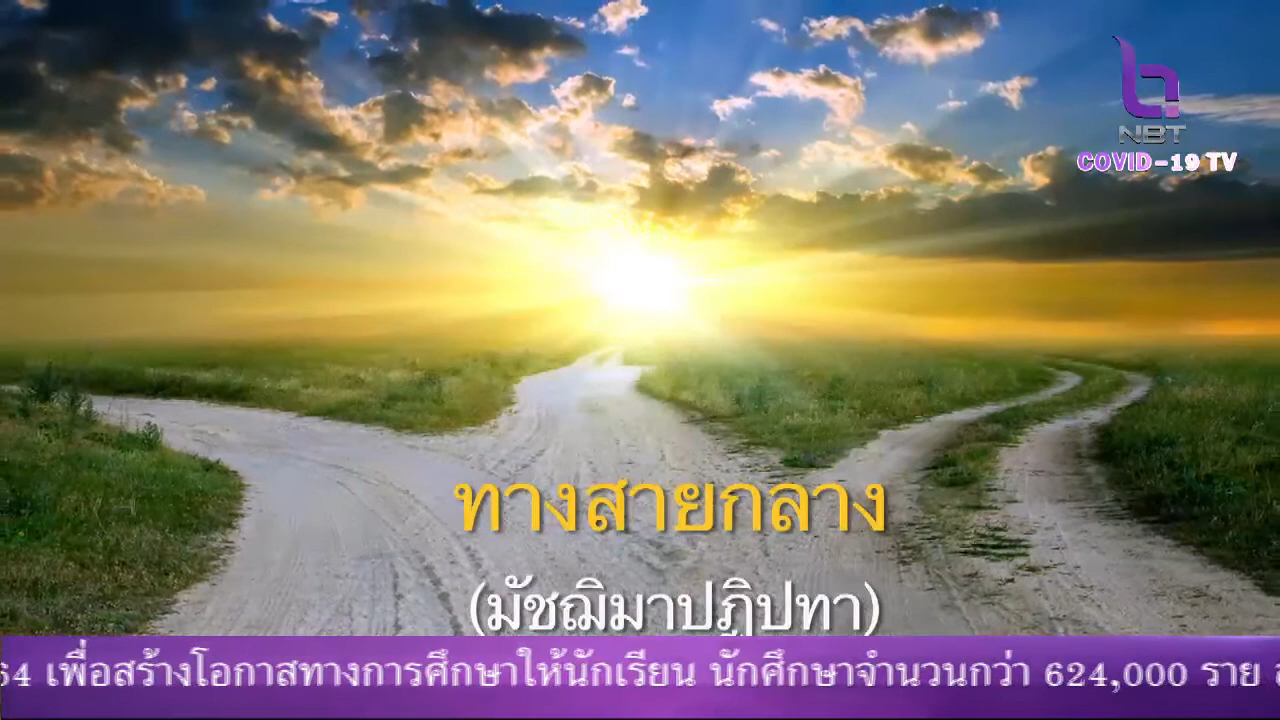 NBT
COVID-19 TV
ทางสายกลาง
(มัชฌิมาปฏิปทา)
64 เพื่อสร้างโอกาสทางการศึกษาให้นักเรียน นักศึกษาจำนวนกว่า 624,000 ราย